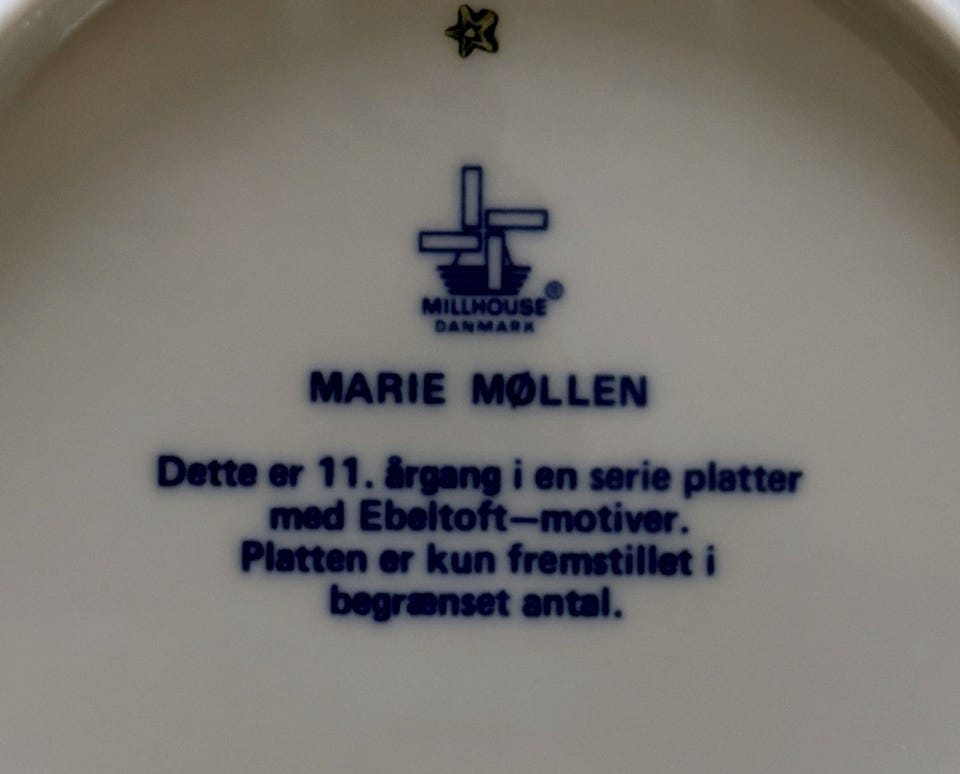 MILLHOUSE®
DANMARK
MARIE MØLLEN
Dette er 11. årgang i en serie platter
med Ebeltoft-motiver.
Platten er kun fremstillet i
begrænset antal.